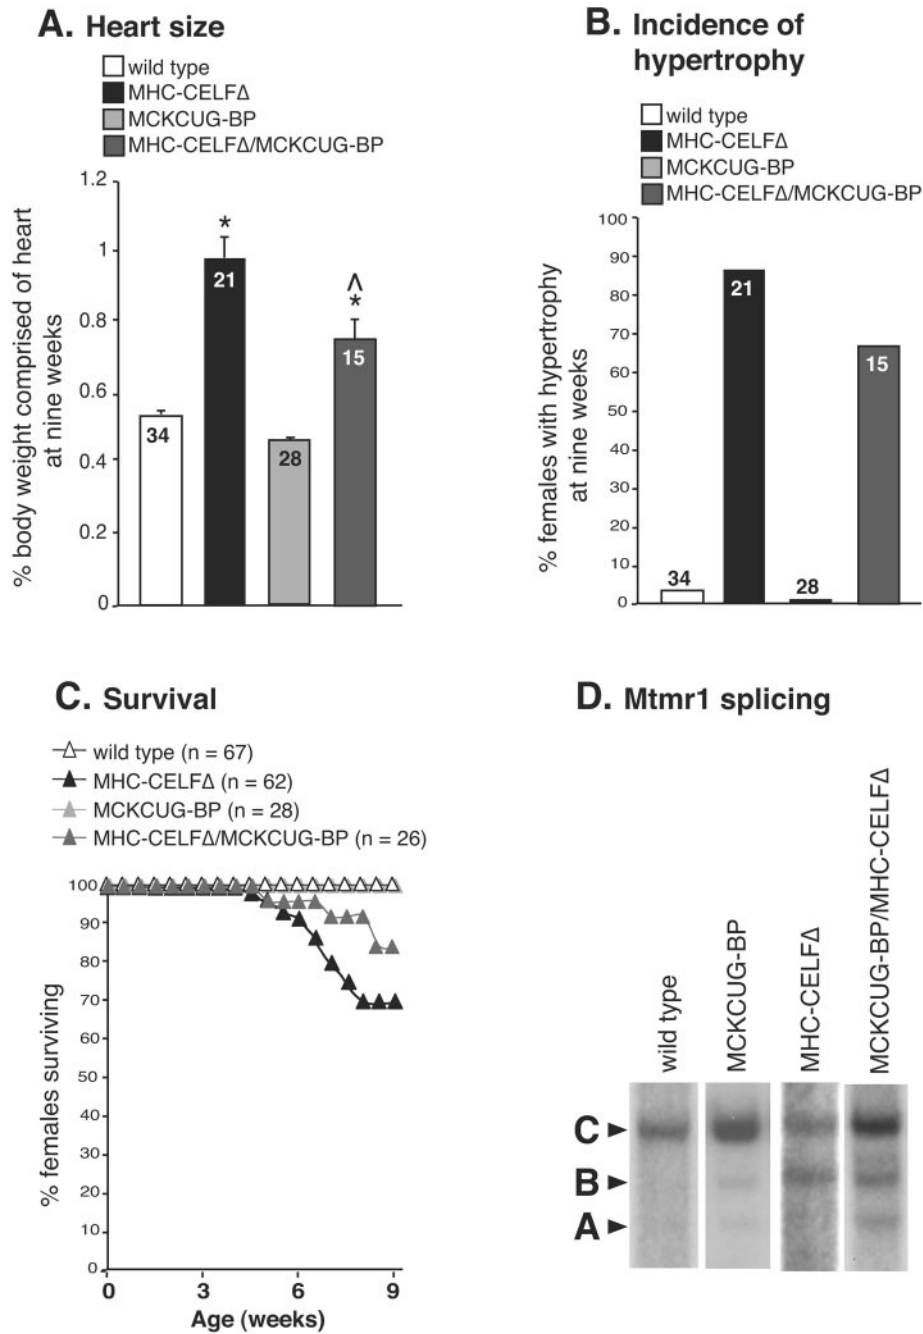 A. Heart size
wild type
MHC-CELFΔ
MCKCUG-BP
MHC-CELFΔ/MCKCUG-BP
% body weight comprised of heart
at nine weeks
1.2
1
0.8
0.6
0.4
0.2
0
34
*
21
28
^
*
15
B. Incidence of
hypertrophy
wild type
MHC-CELFΔ
MCKCUG-BP
MHC-CELFΔ/MCKCUG-BP
% females with hypertrophy
at nine weeks
100
90
80
70
60
50
40
30
20
10
0
34
21
28
15
C. Survival
wild type (n = 67)
MHC-CELFΔ (n = 62)
MCKCUG-BP (n = 28)
MHC-CELFΔ/MCKCUG-BP (n = 26)
% females surviving
100
90
80
70
60
50
40
30
20
10
0
0 3 6 9
Age (weeks)
D. Mtmr1 splicing
wild type
MCKCUG-BP
MHC-CELFΔ
MCKCUG-BP/MHC-CELFΔ
C
B
A